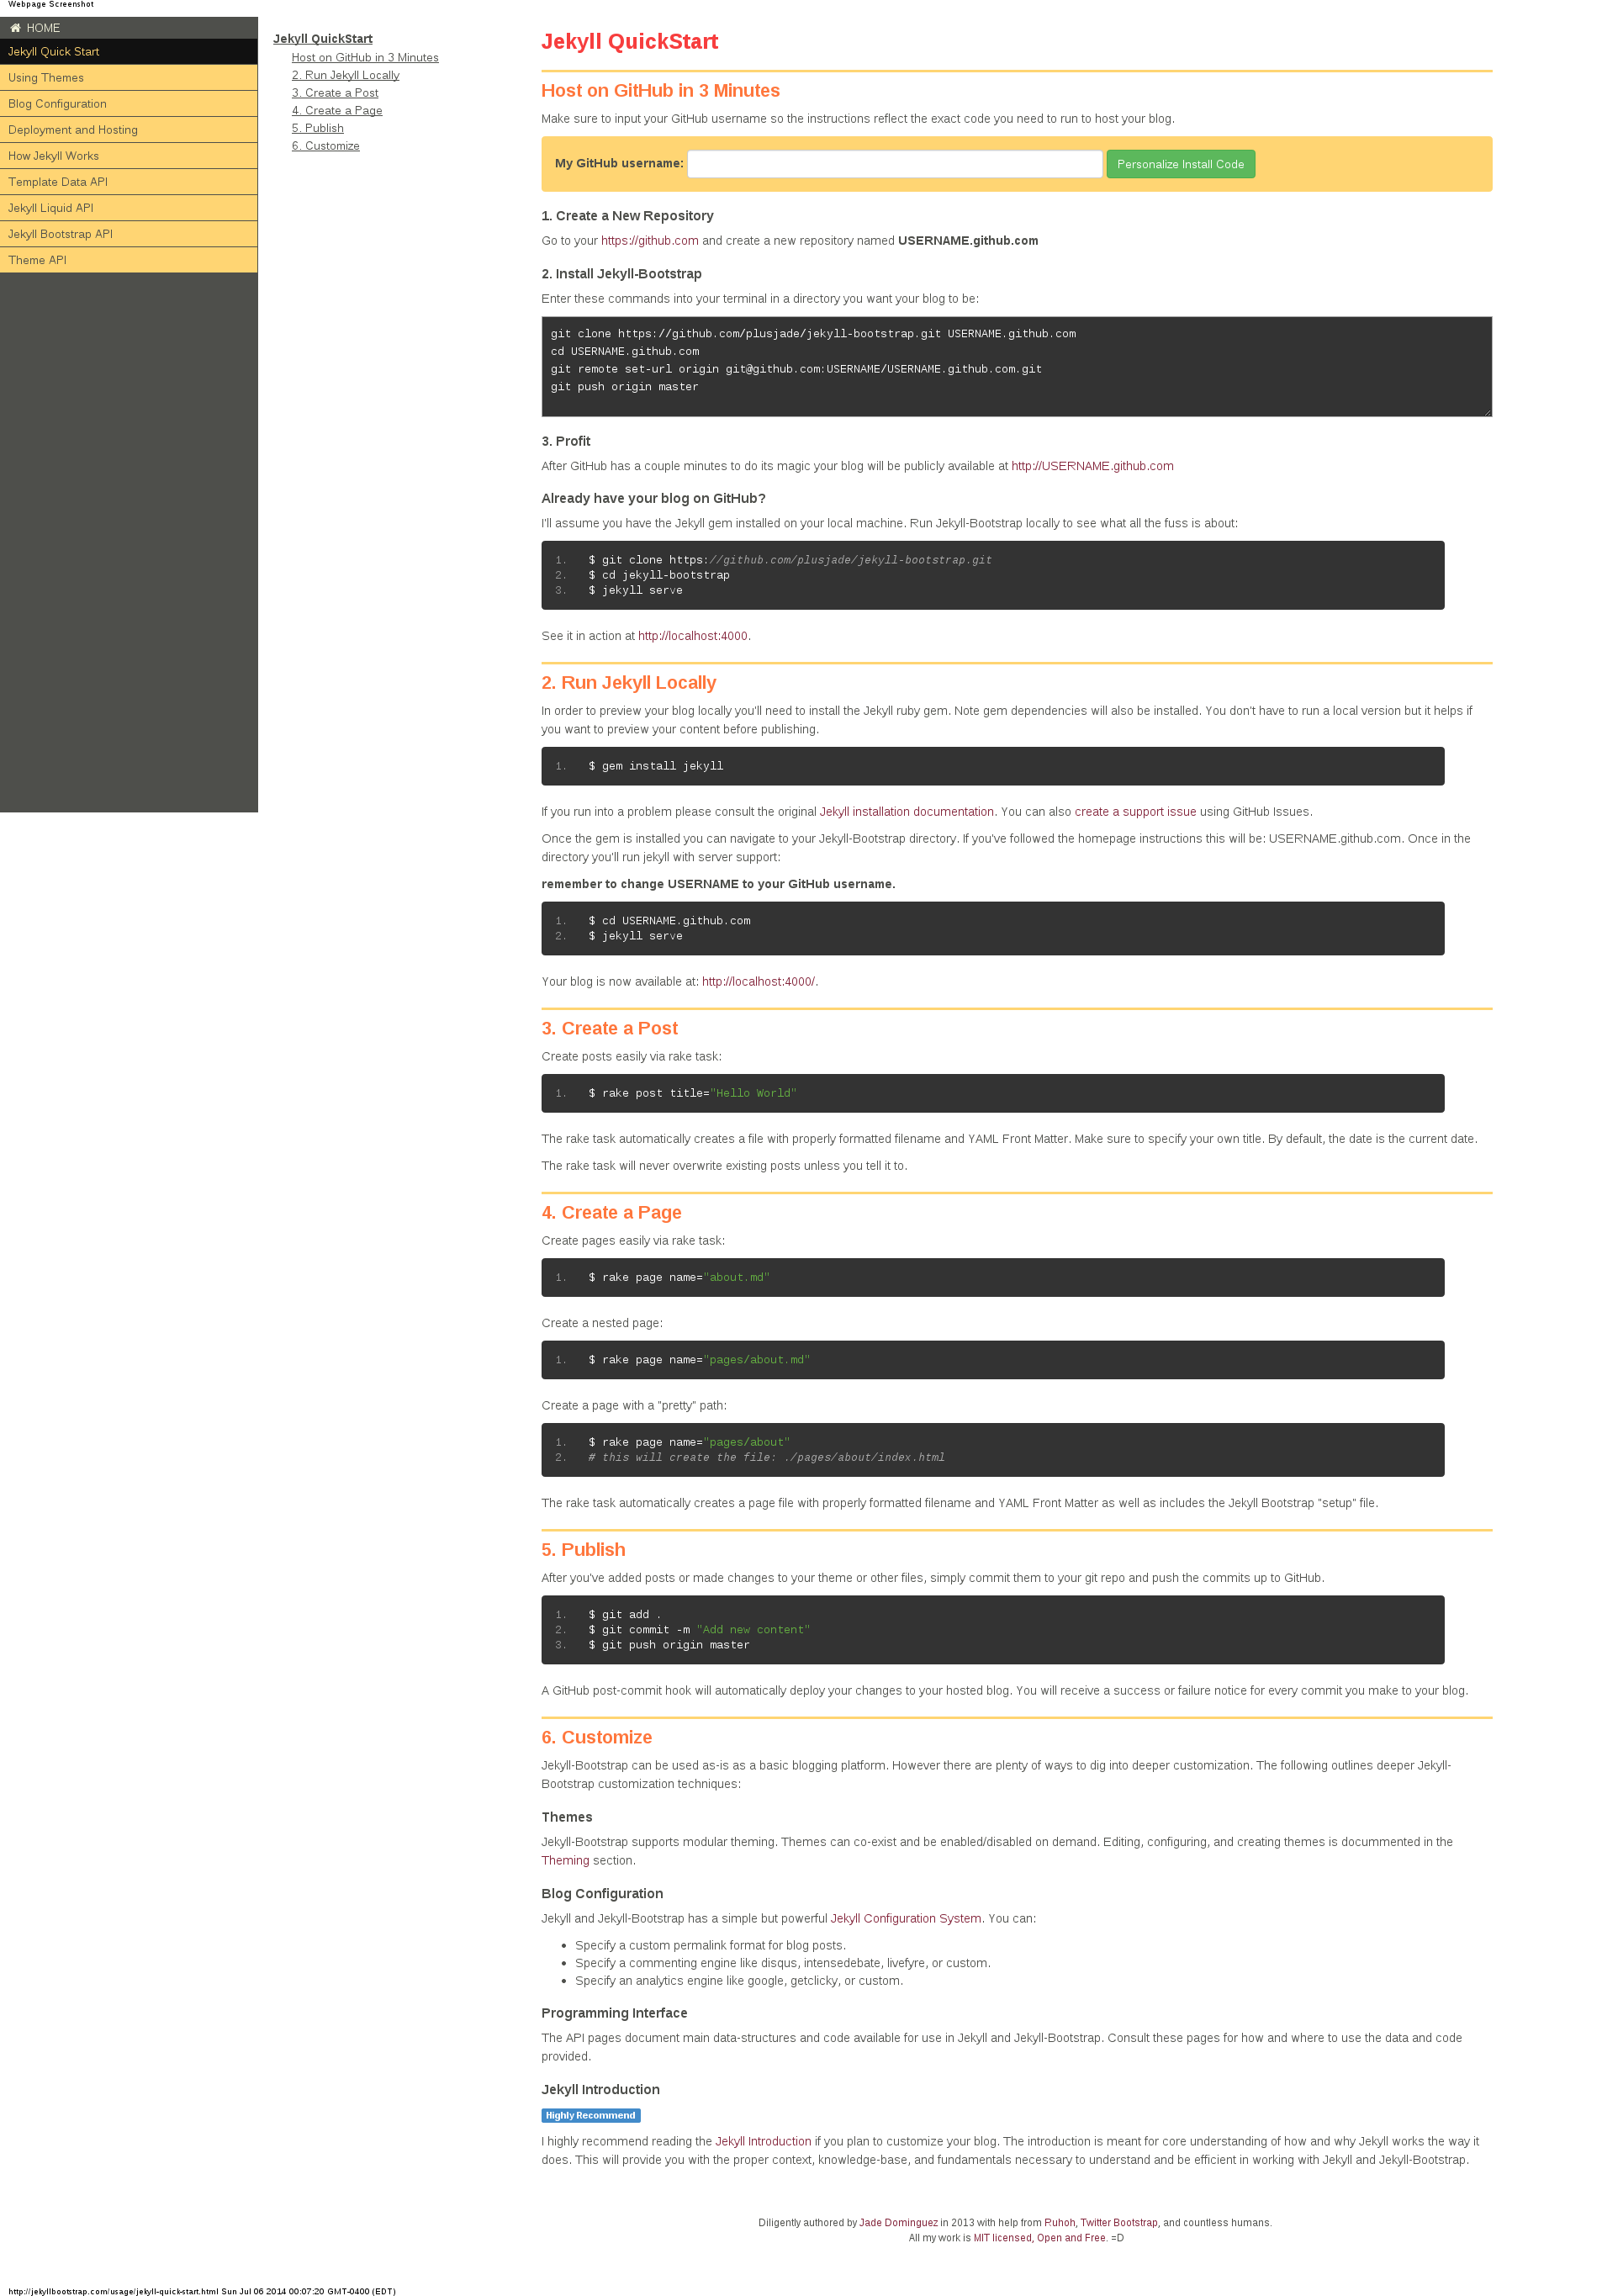 Webpage Screenshot
HOME
Jekyll Quick Start
Using Themes
Blog Configuration
Deployment and Hosting
How Jekyll Works
Template Data API
Jekyll Liquid API
Jekyll Bootstrap API
Theme API
Jekyll QuickStart
Host on GitHub in 3 Minutes
2. Run Jekyll Locally
3. Create a Post
4. Create a Page
5. Publish
6. Customize
Jekyll QuickStart
Host on GitHub in 3 Minutes
Make sure to input your GitHub username so the instructions reflect the exact code you need to run to host your blog.
My GitHub username: Personalize Install Code
1. Create a New Repository
Go to your https://github.com and create a new repository named USERNAME.github.com
2. Install Jekyll-Bootstrap
Enter these commands into your terminal in a directory you want your blog to be:
git clone https://github.com/plusjade/jekyll-bootstrap.git USERNAME.github.com
cd USERNAME.github.com
git remote set-url origin git@github.com:USERNAME/USERNAME.github.com.git
git push origin master
3. Profit
After GitHub has a couple minutes to do its magic your blog will be publicly available at http://USERNAME.github.com
Already have your blog on GitHub?
I'll assume you have the Jekyll gem installed on your local machine. Run Jekyll-Bootstrap locally to see what all the fuss is about:
1. $ git clone https://github.com/plusjade/jekyll-bootstrap.git
2. $ cd jekyll-bootstrap
3. $ jekyll serve
See it in action at http://localhost:4000.
2. Run Jekyll Locally
In order to preview your blog locally you'll need to install the Jekyll ruby gem. Note gem dependencies will also be installed. You don't have to run a local version but it helps if
you want to preview your content before publishing.
1. $ gem install jekyll
If you run into a problem please consult the original Jekyll installation documentation. You can also create a support issue using GitHub Issues.
Once the gem is installed you can navigate to your Jekyll-Bootstrap directory. If you've followed the homepage instructions this will be: USERNAME.github.com. Once in the
directory you'll run jekyll with server support:
remember to change USERNAME to your GitHub username.
1. $ cd USERNAME.github.com
2. $ jekyll serve
Your blog is now available at: http://localhost:4000/.
3. Create a Post
Create posts easily via rake task:
1. $ rake post title="Hello World"
The rake task automatically creates a file with properly formatted filename and YAML Front Matter. Make sure to specify your own title. By default, the date is the current date.
The rake task will never overwrite existing posts unless you tell it to.
4. Create a Page
Create pages easily via rake task:
1. $ rake page name="about.md"
Create a nested page:
1. $ rake page name="pages/about.md"
Create a page with a "pretty" path:
1. $ rake page name="pages/about"
2. # this will create the file: ./pages/about/index.html
The rake task automatically creates a page file with properly formatted filename and YAML Front Matter as well as includes the Jekyll Bootstrap "setup" file.
5. Publish
After you've added posts or made changes to your theme or other files, simply commit them to your git repo and push the commits up to GitHub.
1. $ git add .
2. $ git commit -m "Add new content"
3. $ git push origin master
A GitHub post-commit hook will automatically deploy your changes to your hosted blog. You will receive a success or failure notice for every commit you make to your blog.
6. Customize
Jekyll-Bootstrap can be used as-is as a basic blogging platform. However there are plenty of ways to dig into deeper customization. The following outlines deeper Jekyll-
Bootstrap customization techniques:
Themes
Jekyll-Bootstrap supports modular theming. Themes can co-exist and be enabled/disabled on demand. Editing, configuring, and creating themes is docummented in the
Theming section.
Blog Configuration
Jekyll and Jekyll-Bootstrap has a simple but powerful Jekyll Configuration System. You can:
• Specify a custom permalink format for blog posts.
• Specify a commenting engine like disqus, intensedebate, livefyre, or custom.
• Specify an analytics engine like google, getclicky, or custom.
Programming Interface
The API pages document main data-structures and code available for use in Jekyll and Jekyll-Bootstrap. Consult these pages for how and where to use the data and code
provided.
Jekyll Introduction
Highly Recommend
I highly recommend reading the Jekyll Introduction if you plan to customize your blog. The introduction is meant for core understanding of how and why Jekyll works the way it
does. This will provide you with the proper context, knowledge-base, and fundamentals necessary to understand and be efficient in working with Jekyll and Jekyll-Bootstrap.
Diligently authored by Jade Dominguez in 2013 with help from Ruhoh, Twitter Bootstrap, and countless humans.
All my work is MIT licensed, Open and Free. =D
http://jekyllbootstrap.com/usage/jekyll-quick-start.html Sun Jul 06 2014 00:07:20 GMT-0400 (EDT)